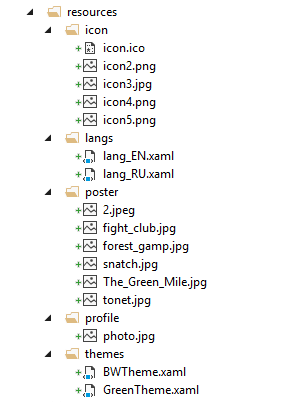 resources
icon
icon.ico
icon2.png
icon3.jpg
icon4.png
icon5.png
langs
lang_EN.xaml
lang_RU.xaml
poster
2.jpeg
fight_club.jpg
forest_gamp.jpg
snatch.jpg
The_Green_Mile.jpg
tonet.jpg
profile
photo.jpg
themes
BWTheme.xaml
GreenTheme.xaml